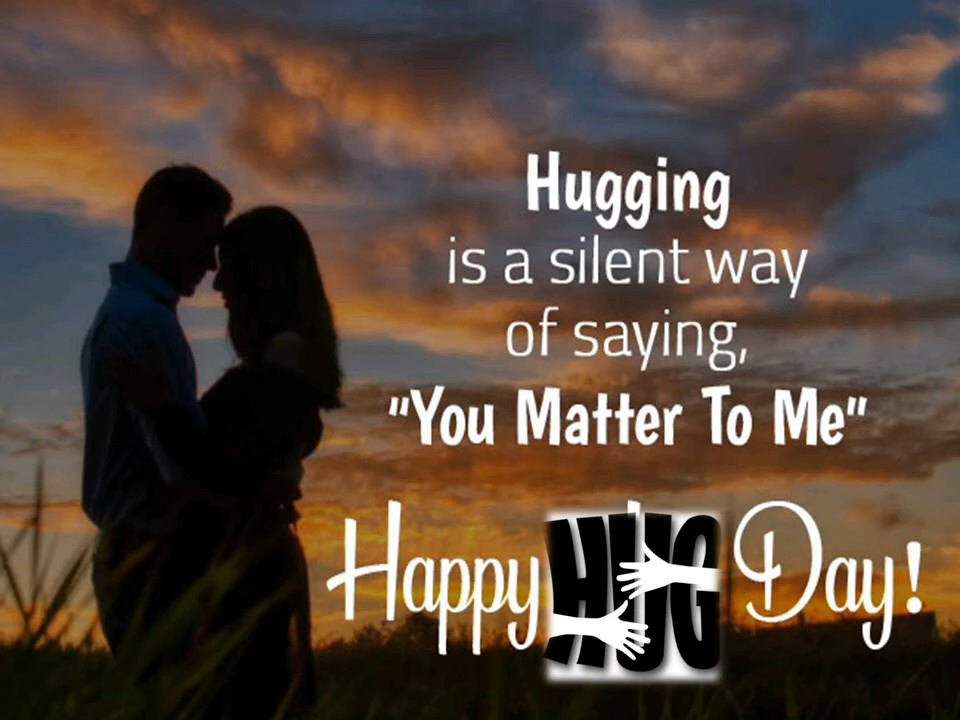 Hugging
is a silent way
of saying,
"You Matter To Me"
Happy HUG Day!